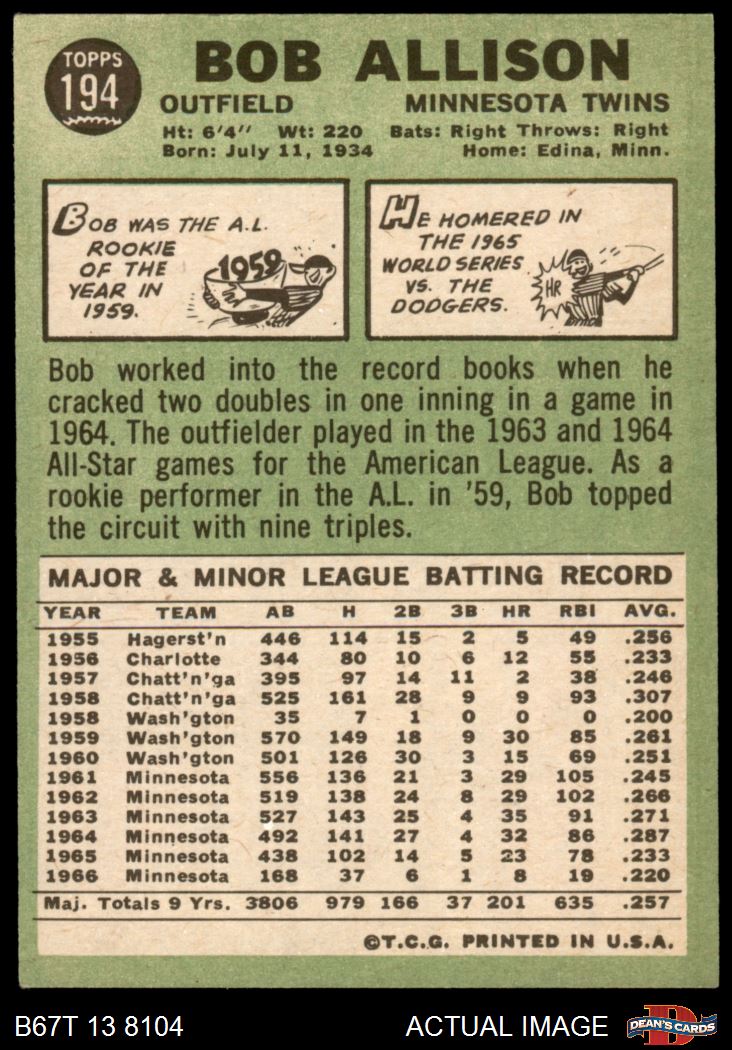 TOPPS
194
BOB ALLISON
OUTFIELD MINNESOTA TWINS
Ht: 6'4" Wt: 220 Bats: Right Throws: Right
Born: July 11, 1934 Home: Edina, Minn.
BOB WAS THE A.L.
ROOKIE
OF THE
YEAR IN
1959.
1959
HE HOMERED IN
THE 1965
WORLD SERIES
VS. THE
DODGERS.
HR
Bob worked into the record books when he
cracked two doubles in one inning in a game in
1964. The outfielder played in the 1963 and 1964
All-Star games for the American League. As a
rookie performer in the A.L. in '59, Bob topped
the circuit with nine triples.
MAJOR & MINOR LEAGUE BATTING RECORD
YEAR TEAM AB H 2B 3B HR RBI AVG.
1955 Hagerst'n 446 114 15 2 5 49 .256
1956 Charlotte 344 80 10 6 12 55 .233
1957 Chatt'n'ga 395 97 14 11 2 38 .246
1958 Chatt'n'ga 525 161 28 9 9 93 .307
1958 Wash'gton 35 7 1 0 0 0 .200
1959 Wash'gton 570 149 18 9 30 85 .261
1960 Wash'gton 501 126 30 3 15 69 .251
1961 Minnesota 556 136 21 3 29 105 .245
1962 Minnesota 519 138 24 8 29 102 .266
1963 Minnesota 527 143 25 4 35 91 .271
1964 Minnesota 492 141 27 4 32 86 .287
1965 Minnesota 438 102 14 5 23 78 .233
1966 Minnesota 168 37 6 1 8 19 .220
Maj. Totals 9 Yrs. 3806 979 166 37 201 635 .257
©T.C.G. PRINTED IN U.S.A.
B67T 13 8104 ACTUAL IMAGE
D
DEAN'S CARDS